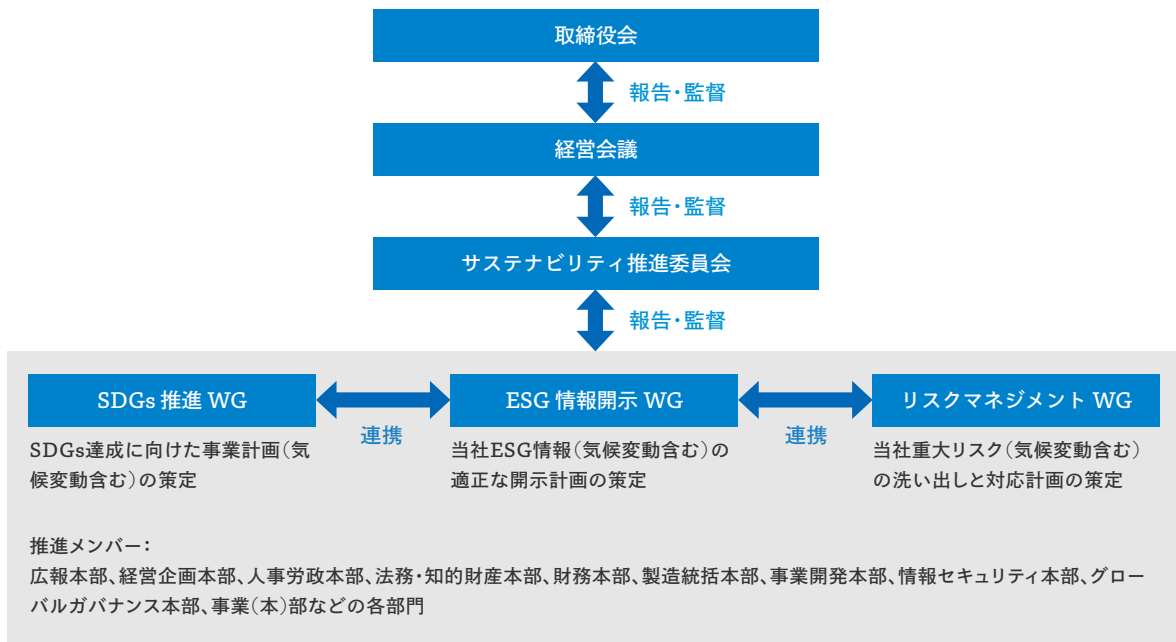 取締役会
報告・監督
経営会議
報告・監督
サステナビリティ推進委員会
報告・監督
SDGs 推進 WG
連携
ESG 情報開示 WG
連携
リスクマネジメント WG
SDGs達成に向けた事業計画（気
候変動含む）の策定
当社ESG情報（気候変動含む）の
適正な開示計画の策定
当社重大リスク（気候変動含む）
の洗い出しと対応計画の策定
推進メンバー：
広報本部、経営企画本部、人事労政本部、法務・知的財産本部、財務本部、製造統括本部、事業開発本部、情報セキュリティ本部、グロー
バルガバナンス本部、事業（本）部などの各部門